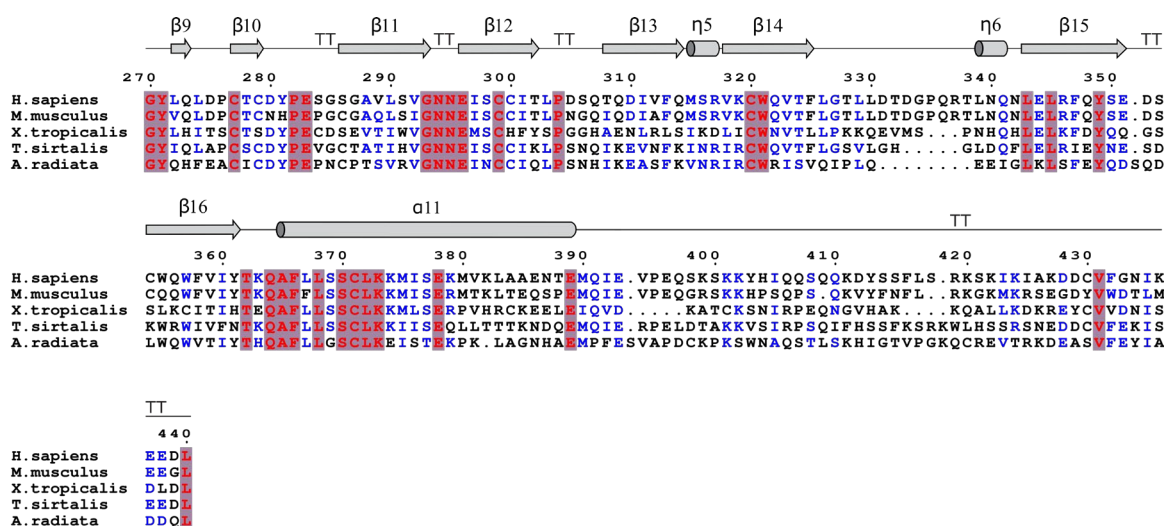 β9 β10 TT β11 TT β12 TT β13 η5 β14 η6 β15 TT
270 280 290 300 310 320 330 340 350
H.sapiens GYLQLDPCTCDYPESGSGAVLSVGNNEISCCITLPDSQTQDIVFQMSRVKCWQVTFLGTLLDTDGPQRTLNQNLELRFQYSE.DS
M.musculus GYVQLDPCTCNHPEPGCGAQLSIGNNEISCCITLPNGQIQDIAFQMSRVKCWQVTFLGTLLDTDGPQRTLNQNLELRFQYSE.DS
X.tropicalis GYLHITSCTSDYPECDSEVTIWVGNNEMSCHFYSPGGHAENLRLSIKDLICWNVTLLPKKQEVMS...PNHQHLELKFDYQQ.GS
T.sirtalis GYIQLAPCTCDYPEVGCTATIHVGNNEISCCIKLPSNQIKEVNFKINRIRCWQVTFLGSVLGH.....GLDQFLELRIEYNE.SD
A.radiata GYQHFEACICDYPEPNCPTSVRVGNNEINCCIQLPSNHIKEASFKVNRIRCWRISVQIPLQ.......EEIGLKLSFEYQDSQD
β16 α11 TT
360 370 380 390 400 410 420 430
H.sapiens CWQWFVIYTKQAFLLSSCLKKMISEKMVKLAAENTEMQIE.VPEQSKSKKYHIQQSQQKDYSSFLS.RKSKIKIAKDDCVFGNIK
M.musculus CQQWFVIYTKQAFFLSSCLKKMISERMTKLTEQSPEMQIE.VPEQGRSKKHPSQPS.QKVYFNFL..RKGKMKRSEGDYVWDTLM
X.tropicalis SLKCITIHTEQAFLLSSCLKKMLSERPVHRCKEELEIQVD.....KATCKSNIRPEQNGVHAK....KQALLKDKREYCVVDNIS
T.sirtalis KWRWIVFNTKQAFLLSSCLKKIISEQLLTTTKNDQEMQIE.RPELDTAKKVSIRPSQIFHSSFKSRKWLHSSRSNEDDCVFEKIS
A.radiata LWQWVTIYTHQAFLLGSCLKKEISTEKPK.LAGNHAEMPFESVAPDCKPKSWNAQSTLSKHIGTVPGKQCREVTRKDEASVFEYIA
TT
440
H.sapiens EEDL
M.musculus EEGL
X.tropicalis DLDL
T.sirtalis EEDL
A.radiata DDQL